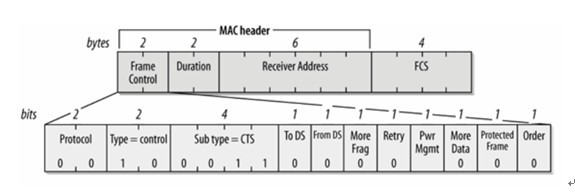 MAC header
bytes 2 2 6 4
Frame Control Duration Receiver Address FCS
bits 2 2 4 1 1 1 1 1 1 1 1
Protocol Type = control Sub type = CTS To DS From DS More Frag Retry Pwr Mgmt More Data Protected Frame Order
0 0 1 0 0 0 1 1 0 0 0 0 0 0 0 0